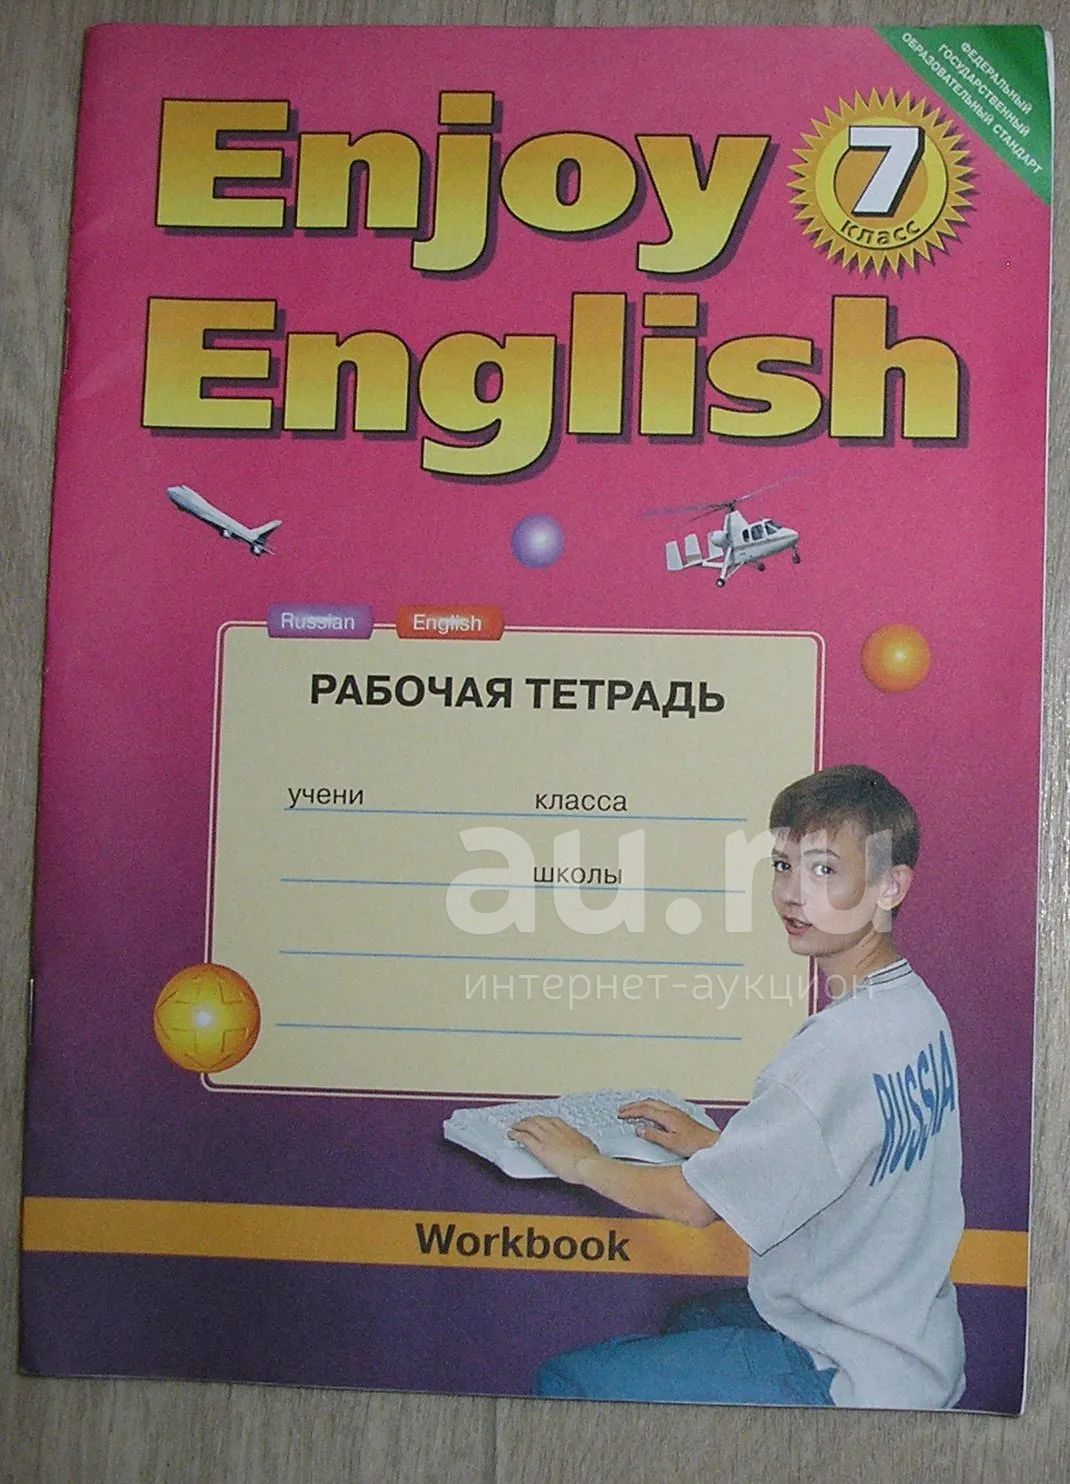 ФЕДЕРАЛЬНЫЙ
ГОСУДАРСТВЕННЫЙ
ОБРАЗОВАТЕЛЬНЫЙ СТАНДАРТ
Enjoy
7
класс
English
Russian English
РАБОЧАЯ ТЕТРАДЬ
учени класса
школы
au.ru
интернет-аукцион
RUSSIA
Workbook